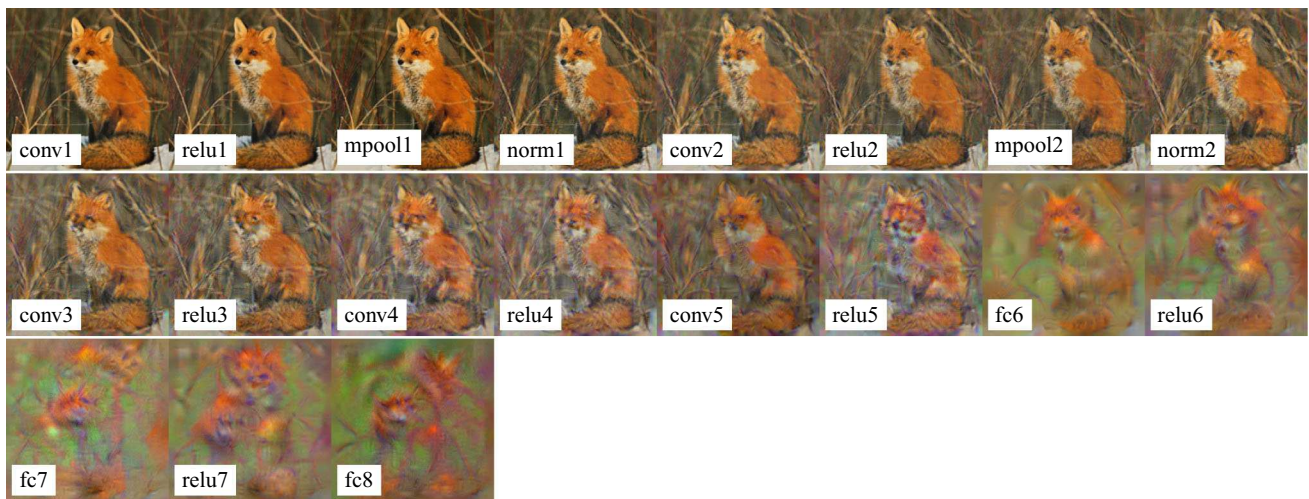 conv1 relu1 mpool1 norm1 conv2 relu2 mpool2 norm2
conv3 relu3 conv4 relu4 conv5 relu5 fc6 relu6
fc7 relu7 fc8